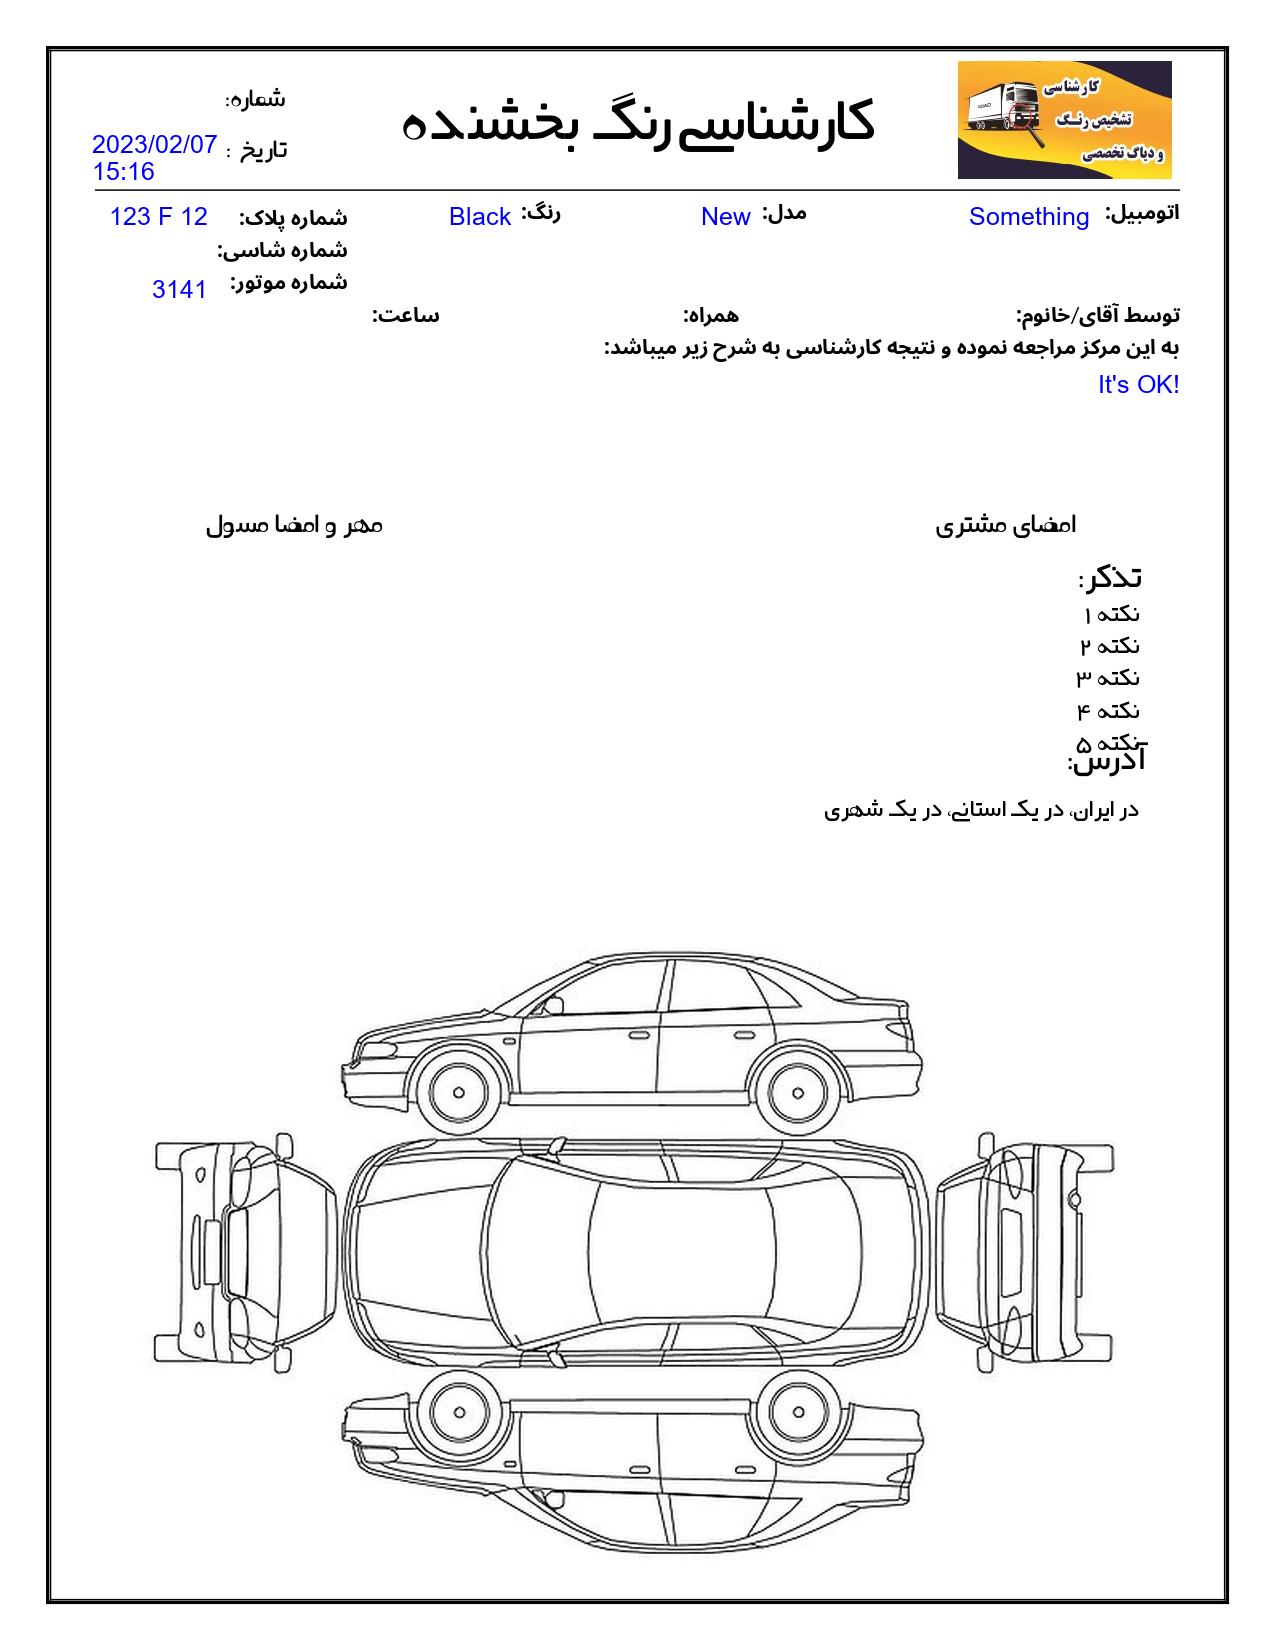 کارشناسی
تشخیص رنگ
و دیاگ تخصصی
ROAD
کارشناسی رنگ بخشنده
شماره:
تاریخ : 2023/02/07
15:16
اتومبیل: Something مدل: New رنگ: Black شماره پلاک: 123 F 12
شماره شاسی:
شماره موتور: 3141
توسط آقای/خانوم: همراه: ساعت:
به این مرکز مراجعه نموده و نتیجه کارشناسی به شرح زیر میباشد:
It's OK!
امضای مشتری مهر و امضا مسول
تذکر:
نکته ۱
نکته ۲
نکته ۳
نکته ۴
نکته ۵
آدرس:
در ایران، در یک استانی، در یک شهری